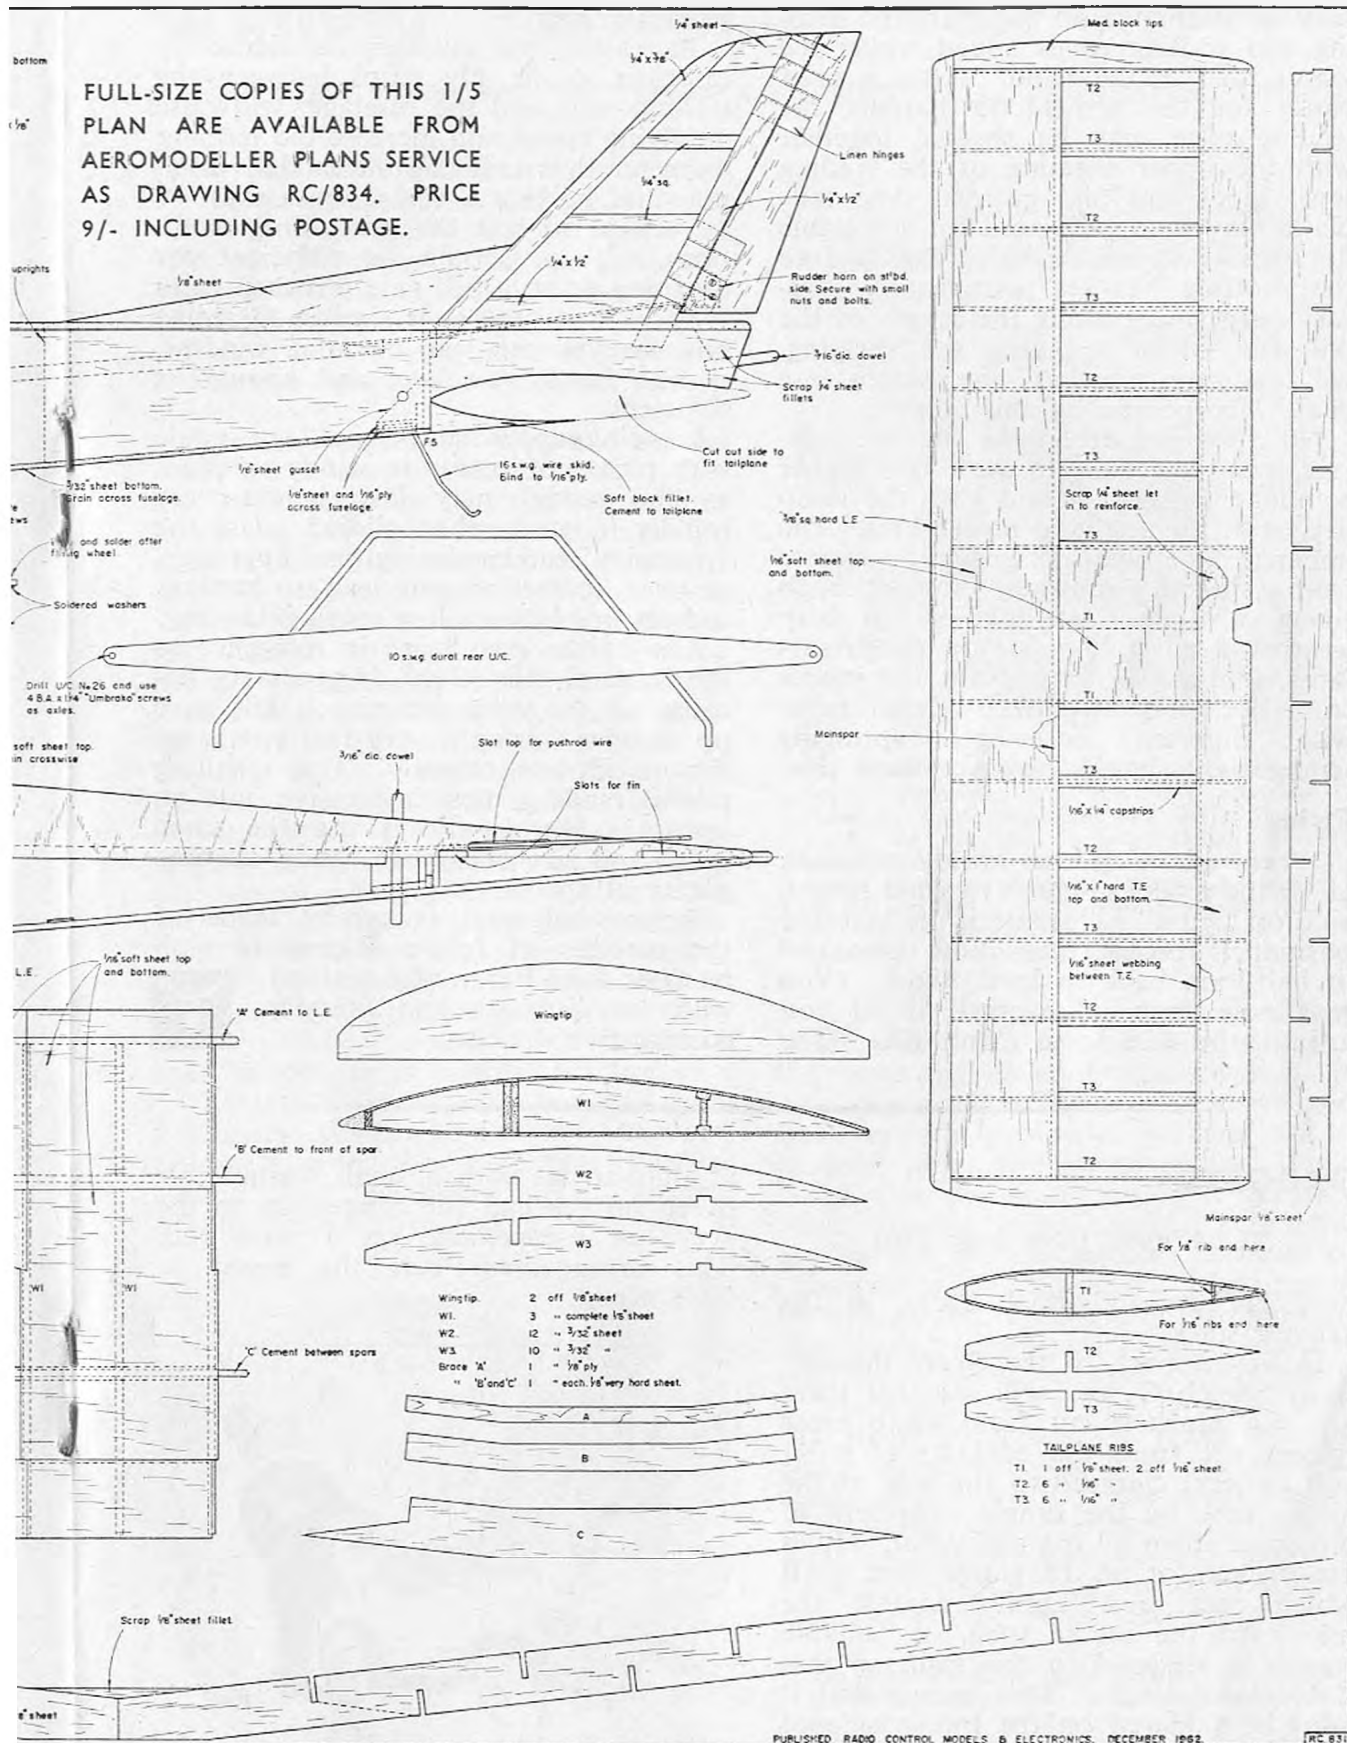 bottom
x 1/8"
FULL-SIZE COPIES OF THIS 1/5
PLAN ARE AVAILABLE FROM
AEROMODELLER PLANS SERVICE
AS DRAWING RC/834. PRICE
9/- INCLUDING POSTAGE.
uprights
1/8" sheet
1/4" sheet
1/4" x 7/8"
Linen hinges
1/4" sq.
1/4" x 1/2"
1/4" x 1/2"
Rudder horn on st'bd.
side. Secure with small
nuts and bolts.
3/16" dia. dowel
Scrap 1/4" sheet
fillets
Cut out side to
fit tailplane
F5
1/8" sheet gusset
1/8" sheet and 1/16" ply
across fuselage.
16 s.w.g. wire skid.
Bind to 1/16" ply.
Soft block fillet.
Cement to tailplane
3/32" sheet bottom.
Grain across fuselage.
and solder after
fitting wheel.
Soldered washers
10 s.w.g. dural rear U/C.
Drill U/C No 26 and use
4 B.A. x 1 1/4" "Umbrako" screws
as axles.
soft sheet top.
crosswise
3/16" dia. dowel
Slot top for pushrod wire
Slots for fin
Med. block tips
T2
T3
T2
T3
T2
T3
T3
T1
T1
T3
T2
T3
T2
T3
T2
Scrap 1/4" sheet let
in to reinforce.
3/8" sq. hard L.E
1/16" soft sheet top
and bottom.
Mainspar
1/16" x 1/4" capstrips
1/16" x 1" hard T.E
top and bottom.
1/16" sheet webbing
between T.E.
Mainspar 1/8" sheet
L.E.
1/16" soft sheet top
and bottom.
'A' Cement to L.E.
'B' Cement to front of spar.
W1
W1
'C' Cement between spars
Wingtip
W1
W2
W3
Wingtip. 2 off 1/8" sheet
W1. 3 " complete 1/8" sheet
W2. 12 " 3/32" sheet
W3. 10 " 3/32" "
Brace 'A' 1 " 1/8" ply
" 'B' and 'C' 1 " each. 1/8" very hard sheet.
A
B
C
For 1/8" rib end here
T1
For 1/16" ribs end here
T2
T3
TAILPLANE RIBS
T1. 1 off 1/8" sheet. 2 off 1/16" sheet
T2. 6 " 1/16" "
T3. 6 " 1/16" "
Scrap 1/8" sheet fillet.
sheet
PUBLISHED RADIO CONTROL MODELS & ELECTRONICS, DECEMBER 1962.